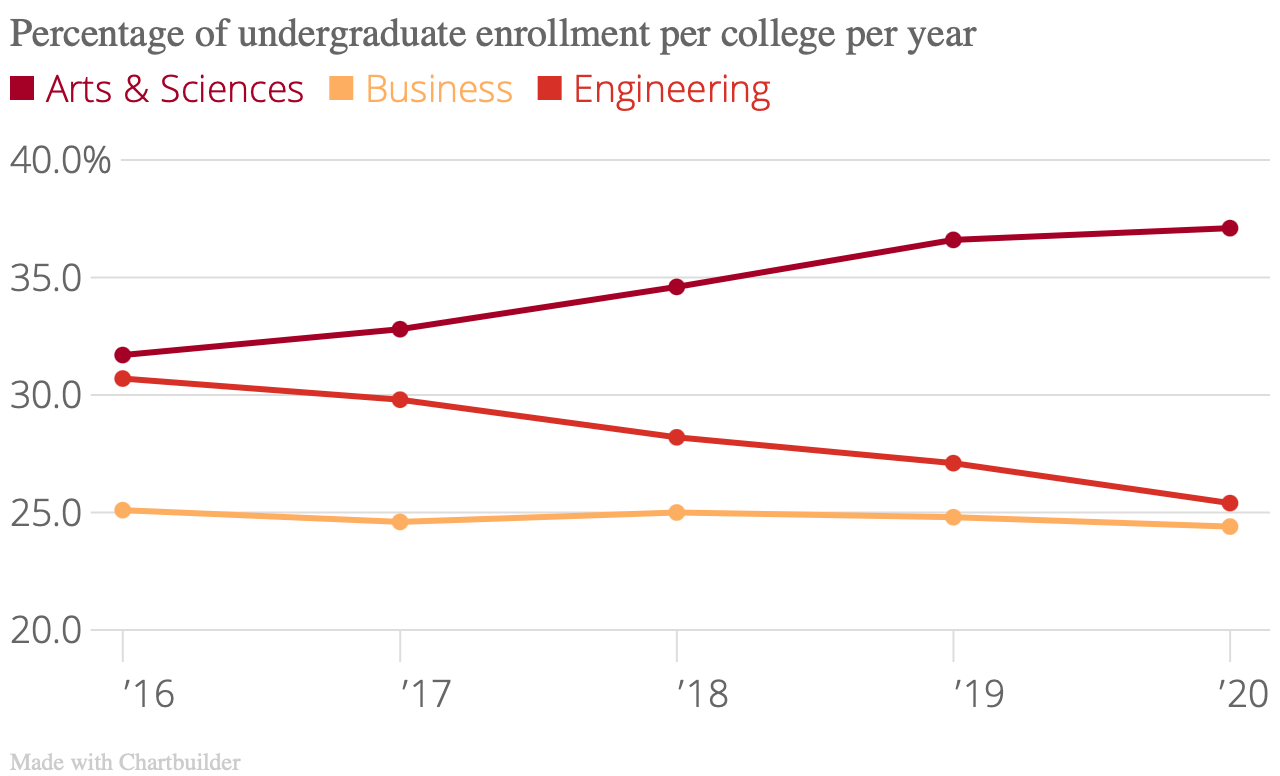 Percentage of undergraduate enrollment per college per year
Arts & Sciences Business Engineering
40.0%
35.0
30.0
25.0
20.0
’16 ’17 ’18 ’19 ’20
Made with Chartbuilder